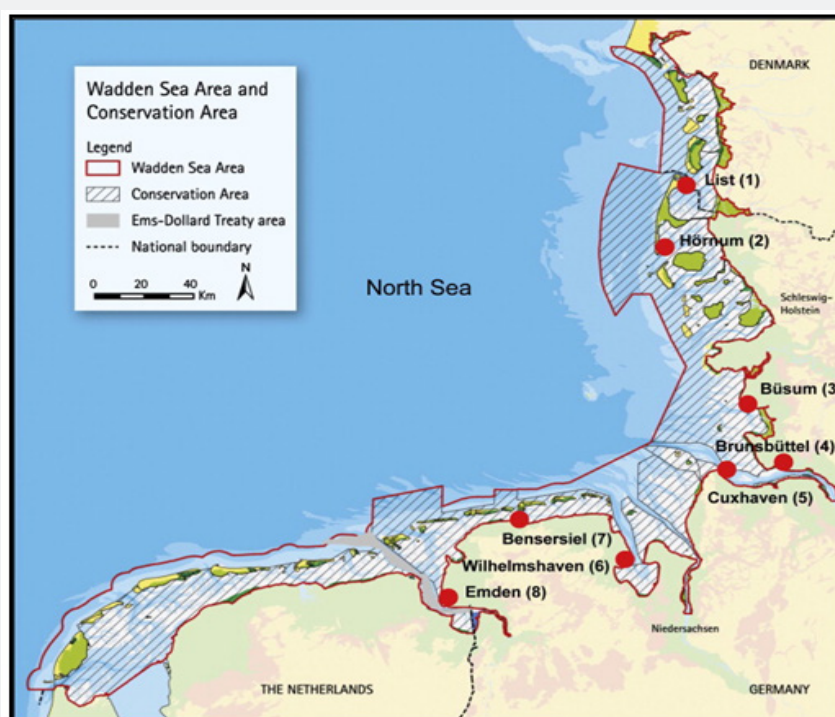 Wadden Sea Area and
Conservation Area
Legend
Wadden Sea Area
Conservation Area
Ems-Dollard Treaty area
National boundary
N
0 20 40
Km
DENMARK
List (1)
Hörnum (2)
North Sea
Schleswig-
Holstein
Büsum (3
Brunsbüttel (4)
Cuxhaven (5)
Bensersiel (7)
Wilhelmshaven (6)
Emden (8)
Niedersachsen
THE NETHERLANDS
GERMANY